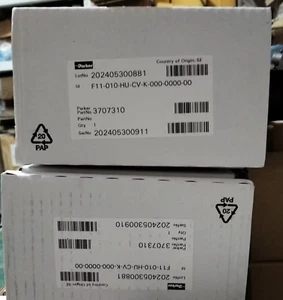 Parker
Country of Origin: SE
LotNo 202405300881
Id F11-010-HU-CV-K-000-0000-00
Parker
PartNo 3707310
PartNo
Qty 1
SerNo 202405300911
20
PAP
Parker
Country of Origin: SE
LotNo 202405300881
Id F11-010-HU-CV-K-000-0000-00
Parker
PartNo 3707310
PartNo
Qty 1
SerNo 202405300910
20
PAP